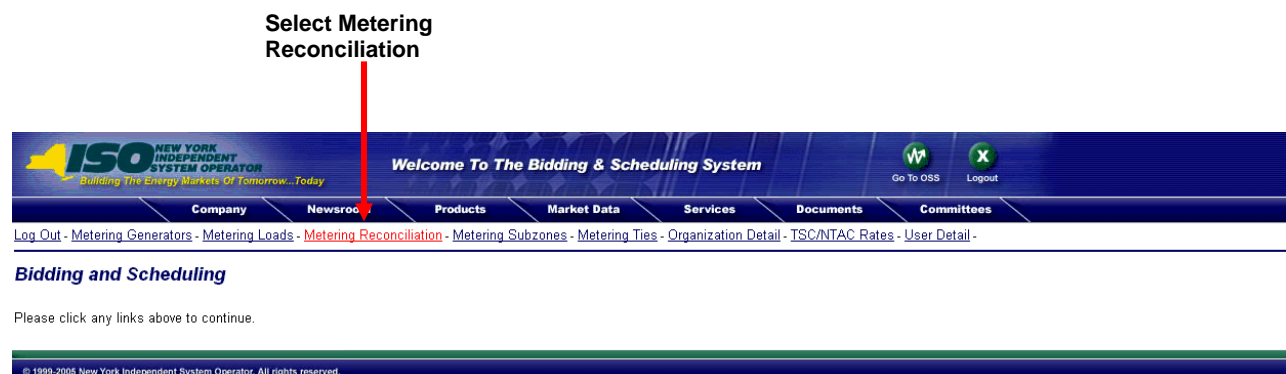 Select Metering
Reconciliation
ISO NEW YORK
INDEPENDENT
SYSTEM OPERATOR
Building The Energy Markets Of Tomorrow...Today
Welcome To The Bidding & Scheduling System
Go To OSS
X
Logout
Company Newsroom Products Market Data Services Documents Committees
Log Out - Metering Generators - Metering Loads - Metering Reconciliation - Metering Subzones - Metering Ties - Organization Detail - TSC/NTAC Rates - User Detail -
Bidding and Scheduling
Please click any links above to continue.
© 1999-2005 New York Independent System Operator. All rights reserved.